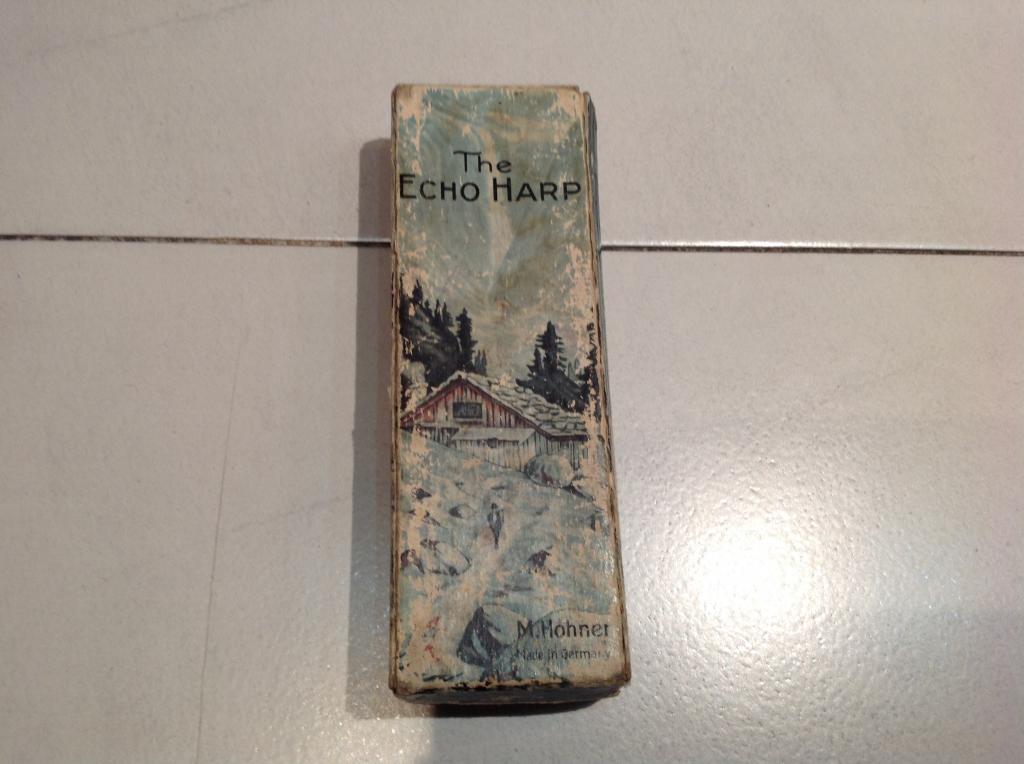 The
ECHO HARP
M. Hohner
Made in Germany